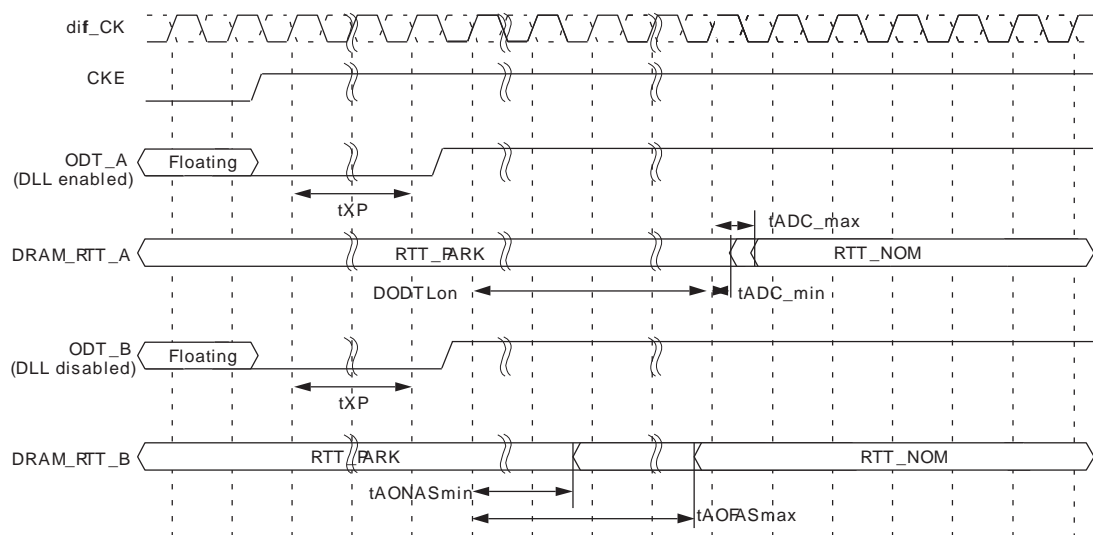 dif_CK
CKE
ODT_A
(DLL enabled)
Floating
tXP
tADC_max
DRAM_RTT_A
RTT_PARK
RTT_NOM
DODTLon
tADC_min
ODT_B
(DLL disabled)
Floating
tXP
DRAM_RTT_B
RTT_PARK
RTT_NOM
tAONASmin
tAOFASmax